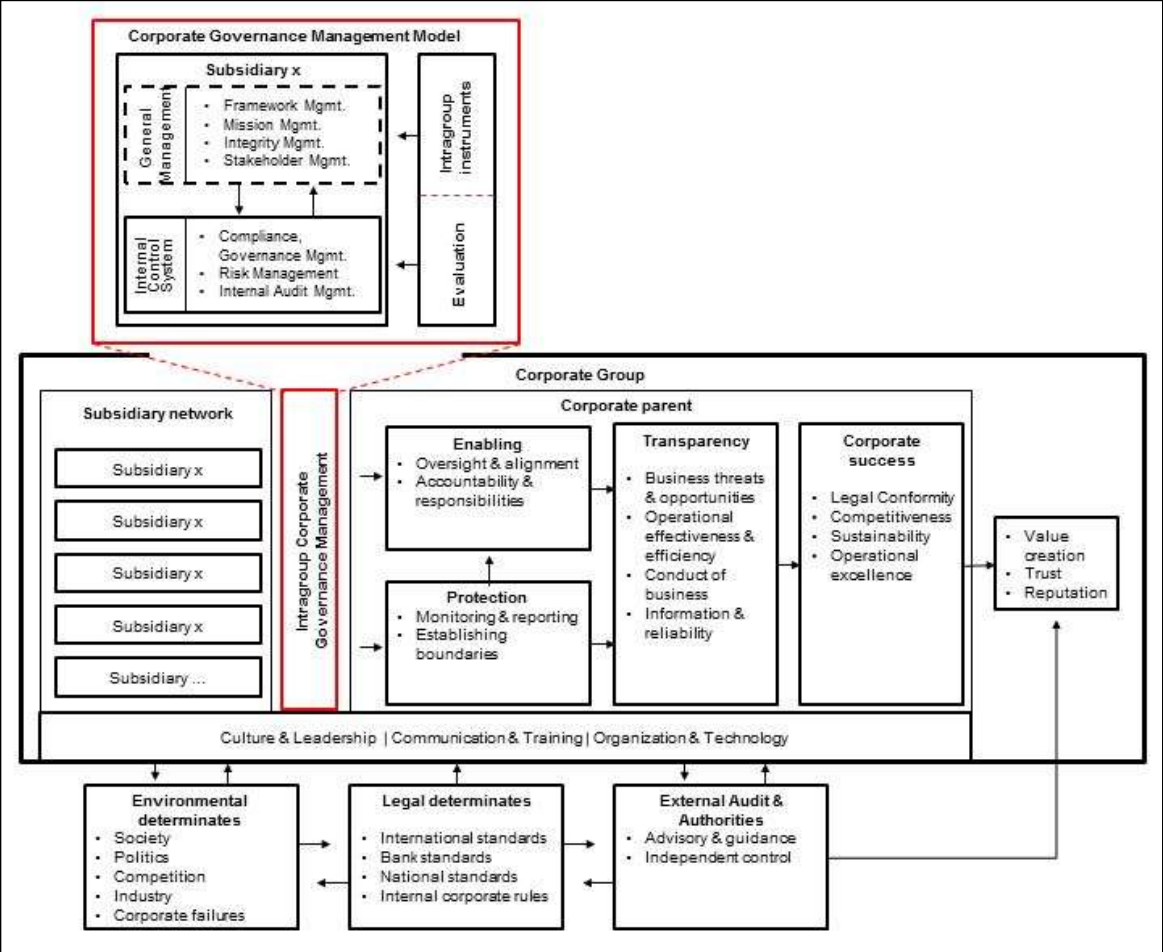 Corporate Governance Management Model
Subsidiary x
General
Management
• Framework Mgmt.
• Mission Mgmt.
• Integrity Mgmt.
• Stakeholder Mgmt.
Internal
Control
System
• Compliance,
Governance Mgmt.
• Risk Management
• Internal Audit Mgmt.
Intragroup
instruments
Evaluation
Corporate Group
Subsidiary network
Subsidiary x
Subsidiary x
Subsidiary x
Subsidiary x
Subsidiary ...
Intragroup Corporate
Governance Management
Corporate parent
Enabling
• Oversight & alignment
• Accountability &
responsibilities
Protection
• Monitoring & reporting
• Establishing
boundaries
Transparency
• Business threats
& opportunities
• Operational
effectiveness &
efficiency
• Conduct of
business
• Information &
reliability
Corporate
success
• Legal Conformity
• Competitiveness
• Sustainability
• Operational
excellence
• Value
creation
• Trust
• Reputation
Culture & Leadership | Communication & Training | Organization & Technology
Environmental
determinates
• Society
• Politics
• Competition
• Industry
• Corporate failures
Legal determinates
• International standards
• Bank standards
• National standards
• Internal corporate rules
External Audit &
Authorities
• Advisory & guidance
• Independent control